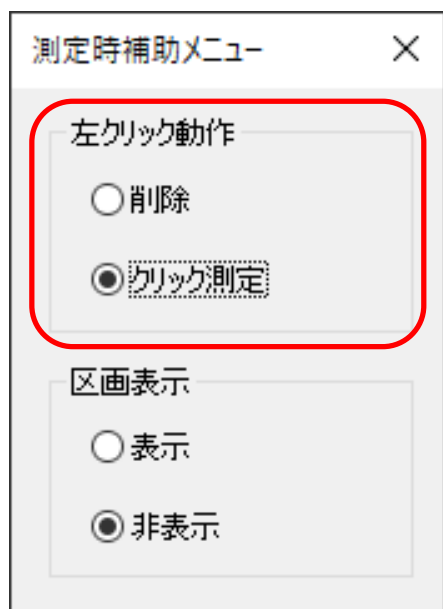 測定時補助メニュー
左クリック動作
削除
クリック測定
区画表示
表示
非表示